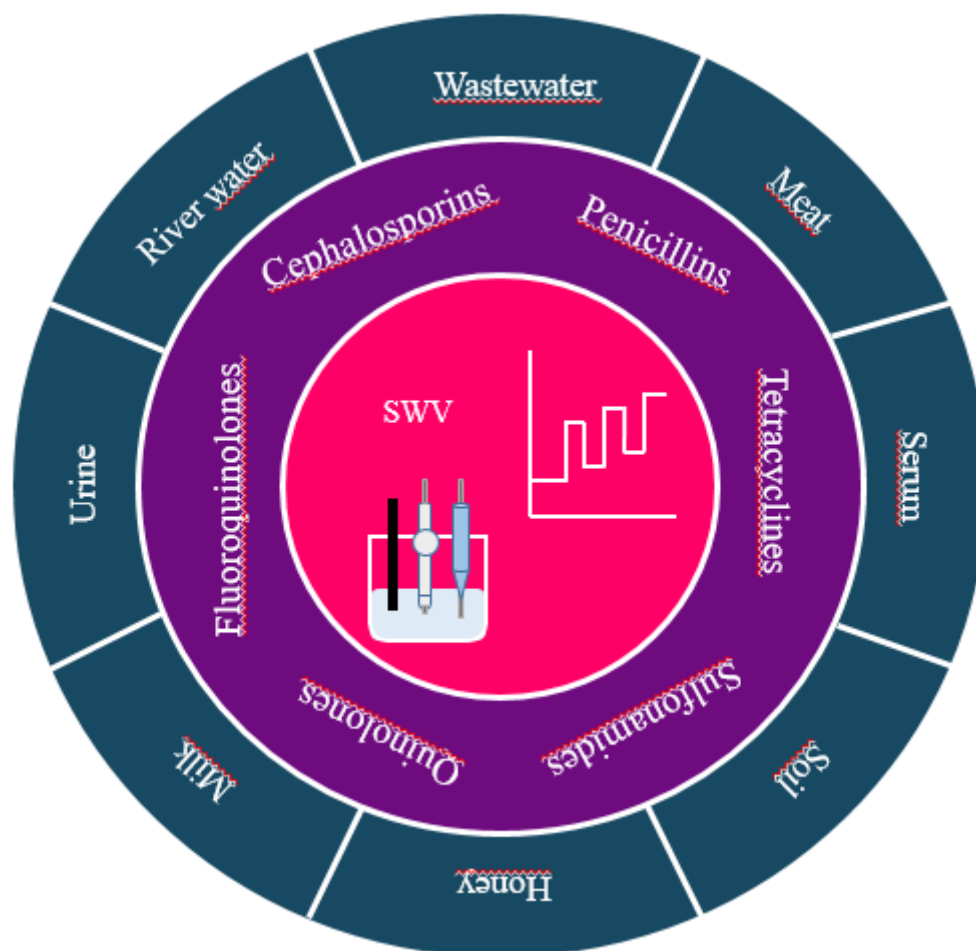 Wastewater
Meat
Serum
Soil
Honey
Milk
Urine
River water
Cephalosporins
Penicillins
Tetracyclines
Sulfonamides
Quinolones
Fluoroquinolones
SWV